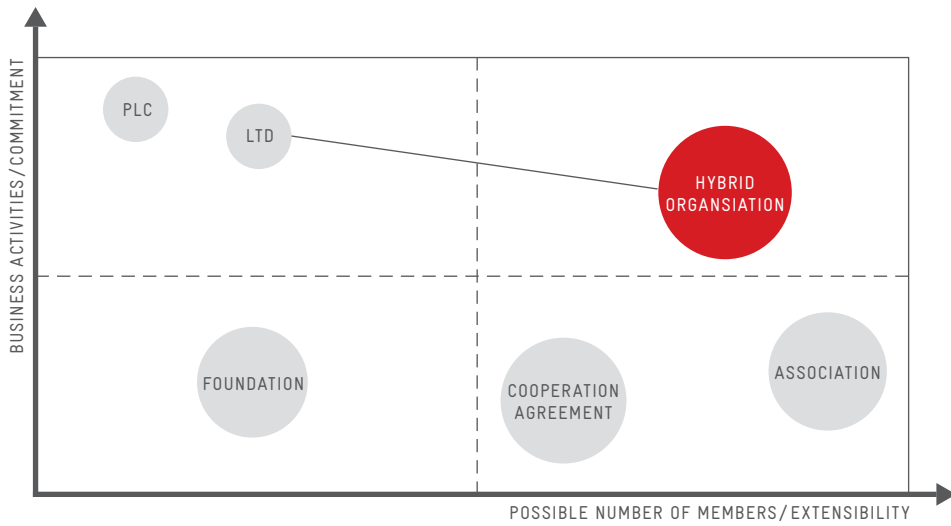 BUSINESS ACTIVITIES/COMMITMENT
PLC
LTD
HYBRID
ORGANSIATION
FOUNDATION
COOPERATION
AGREEMENT
ASSOCIATION
POSSIBLE NUMBER OF MEMBERS/EXTENSIBILITY